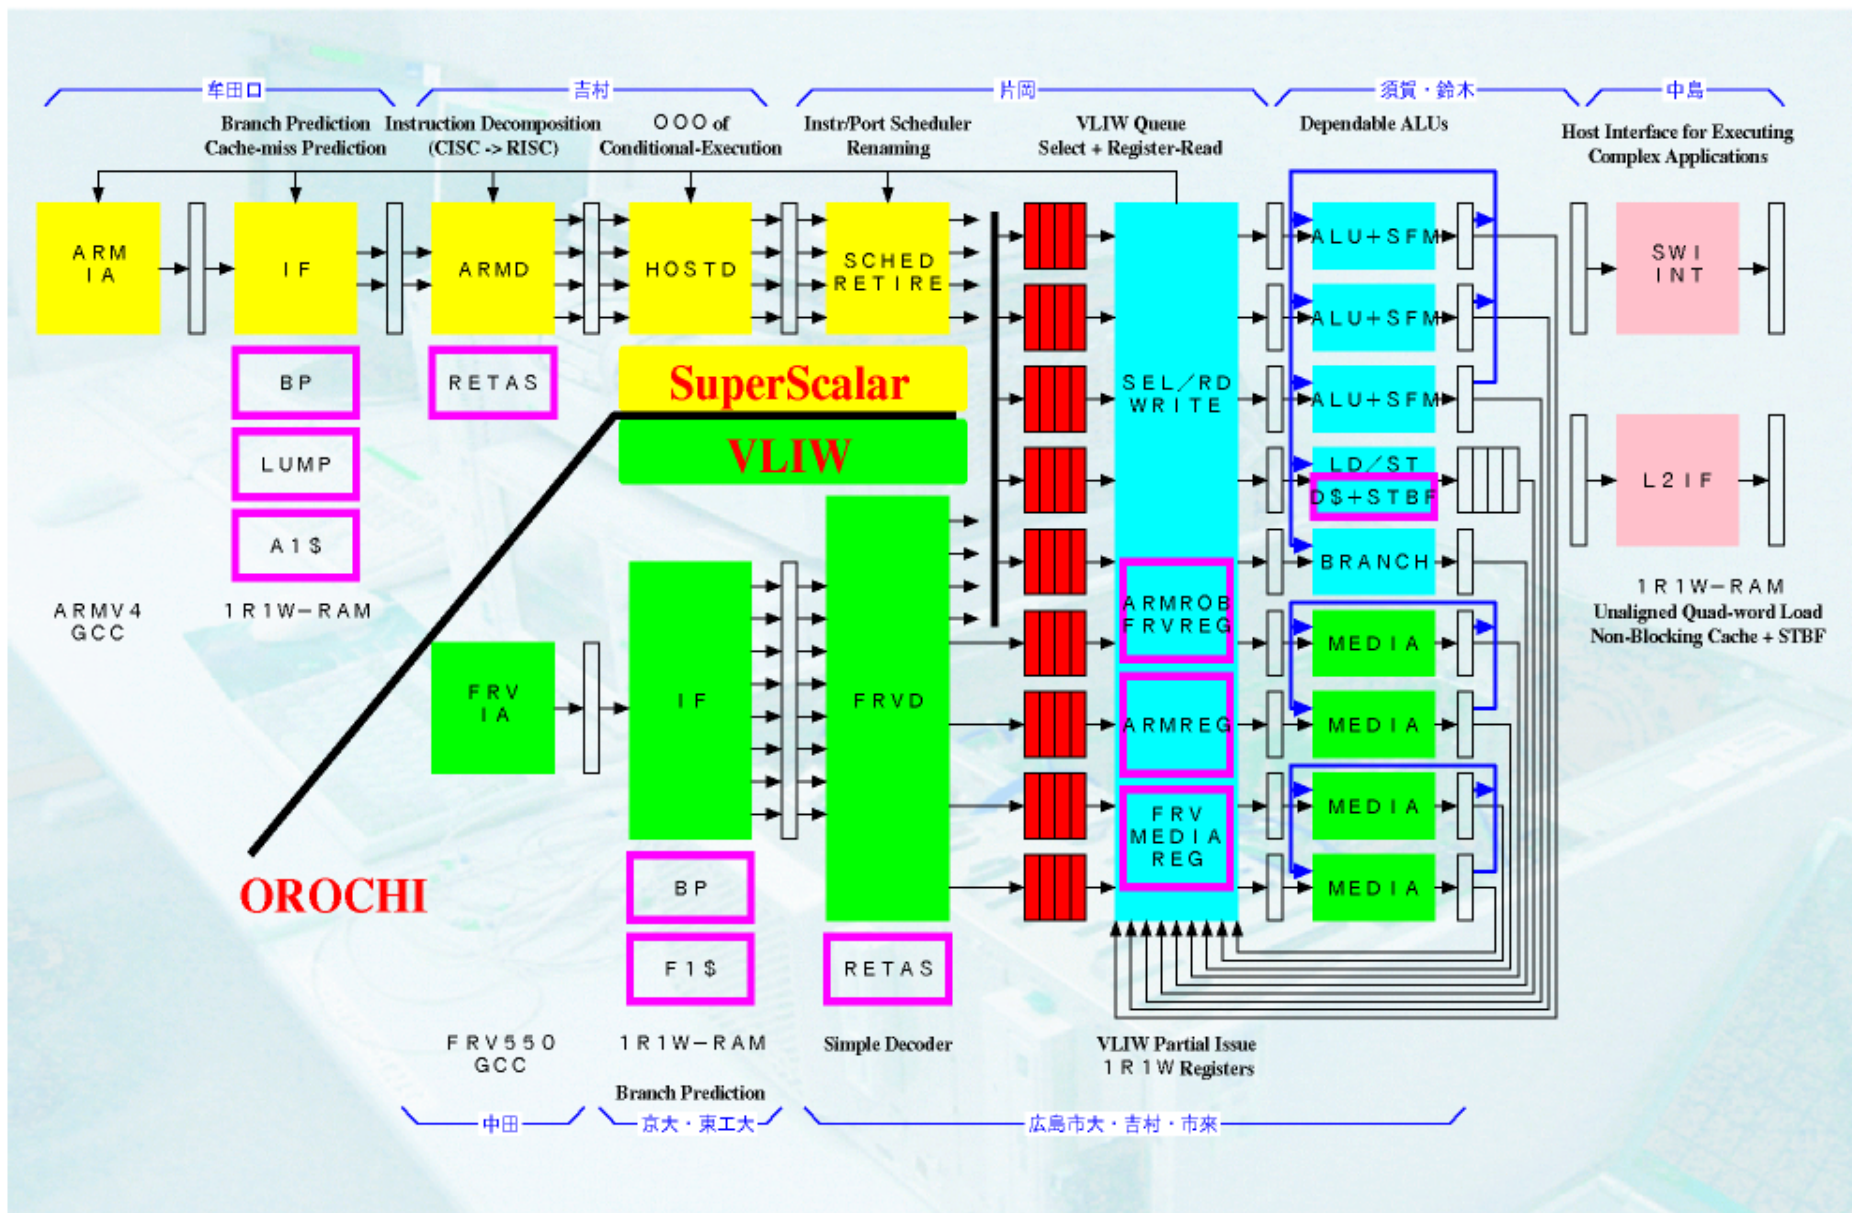 牟田口
吉村
片岡
須賀・鈴木
中島
Branch Prediction
Cache-miss Prediction
Instruction Decomposition
(CISC -> RISC)
OOO of
Conditional-Execution
Instr/Port Scheduler
Renaming
VLIW Queue
Select + Register-Read
Dependable ALUs
Host Interface for Executing
Complex Applications
ARM
IA
IF
ARMD
HOSTD
SCHED
RETIRE
SEL/RD
WRITE
ALU+SFM
ALU+SFM
ALU+SFM
LD/ST
D$+STBF
BRANCH
SWI
INT
L2IF
BP
LUMP
A1$
RETAS
SuperScalar
VLIW
ARMV4
GCC
1R1W-RAM
1R1W-RAM
Unaligned Quad-word Load
Non-Blocking Cache + STBF
ARMROB
FRVREG
ARMREG
FRV
MEDIA
REG
MEDIA
MEDIA
MEDIA
MEDIA
FRV
IA
IF
FRVD
OROCHI
BP
F1$
RETAS
FRV550
GCC
1R1W-RAM
Branch Prediction
Simple Decoder
VLIW Partial Issue
1R1W Registers
中田
京大・東工大
広島市大・吉村・市來